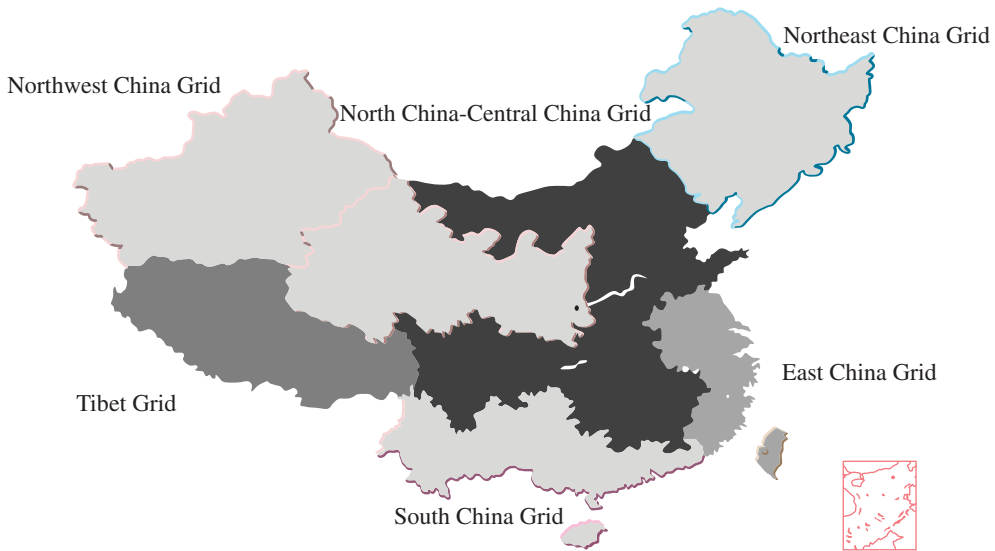 Northeast China Grid
Northwest China Grid
North China-Central China Grid
East China Grid
Tibet Grid
South China Grid